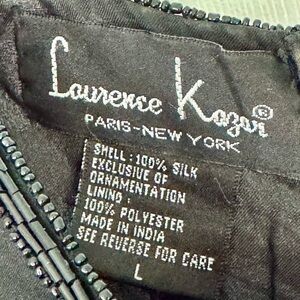 Laurence Kazar®
PARIS-NEW YORK
SHELL: 100% SILK
EXCLUSIVE OF
ORNAMENTATION
LINING:
100% POLYESTER
MADE IN INDIA
SEE REVERSE FOR CARE
L